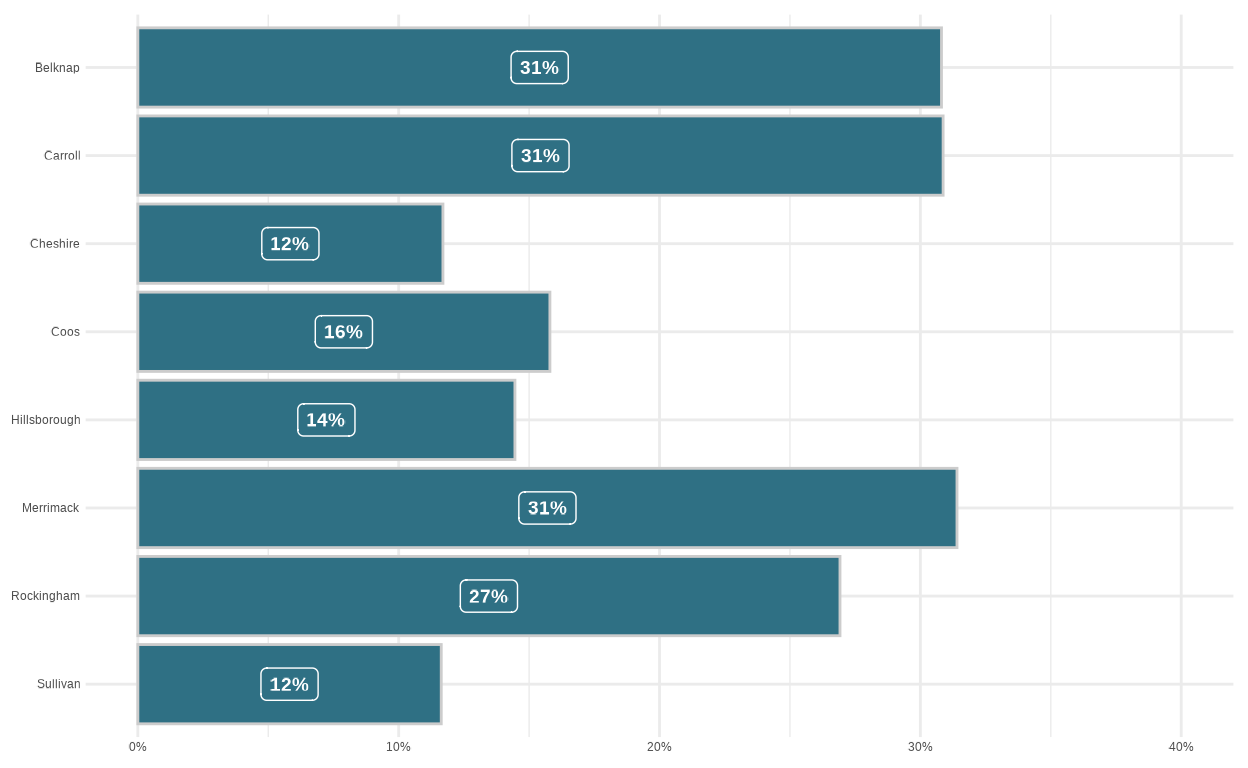 Belknap 31%
Carroll 31%
Cheshire 12%
Coos 16%
Hillsborough 14%
Merrimack 31%
Rockingham 27%
Sullivan 12%
0% 10% 20% 30% 40%